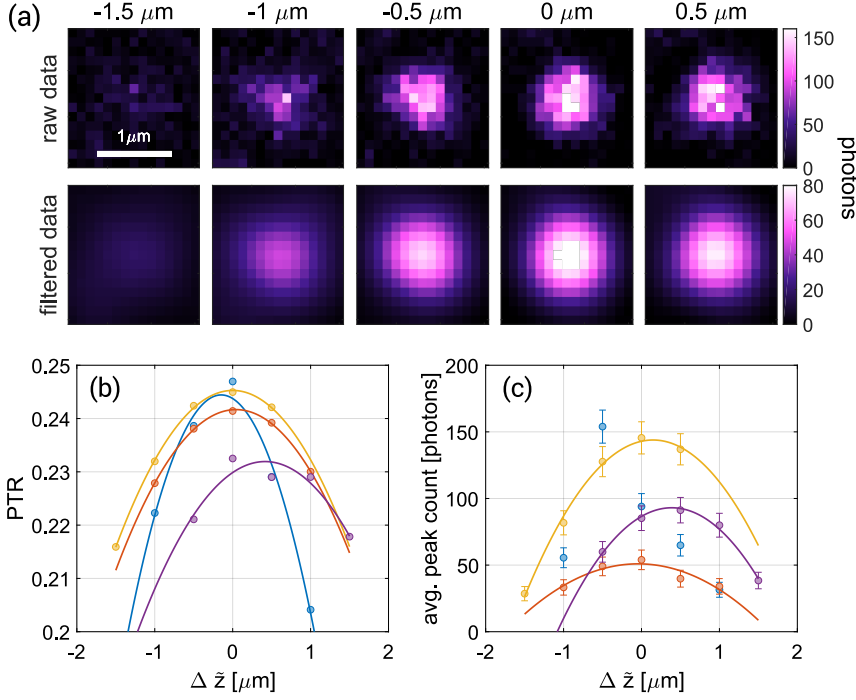 (a)
-1.5 μm
-1 μm
-0.5 μm
0 μm
0.5 μm
raw data
1μm
150
100
50
0
photons
filtered data
80
60
40
20
0
(b)
0.25
0.24
0.23
0.22
0.21
0.2
PTR
-2
-1
0
1
2
Δ z̃ [μm]
(c)
200
150
100
50
0
avg. peak count [photons]
-2
-1
0
1
2
Δ z̃ [μm]